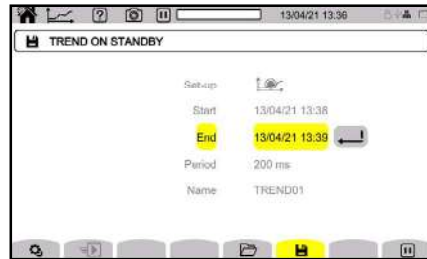 13/04/21 13:36
TREND ON STANDBY
Set-up
Start 13/04/21 13:38
End 13/04/21 13:39
Period 200 ms
Name TREND01